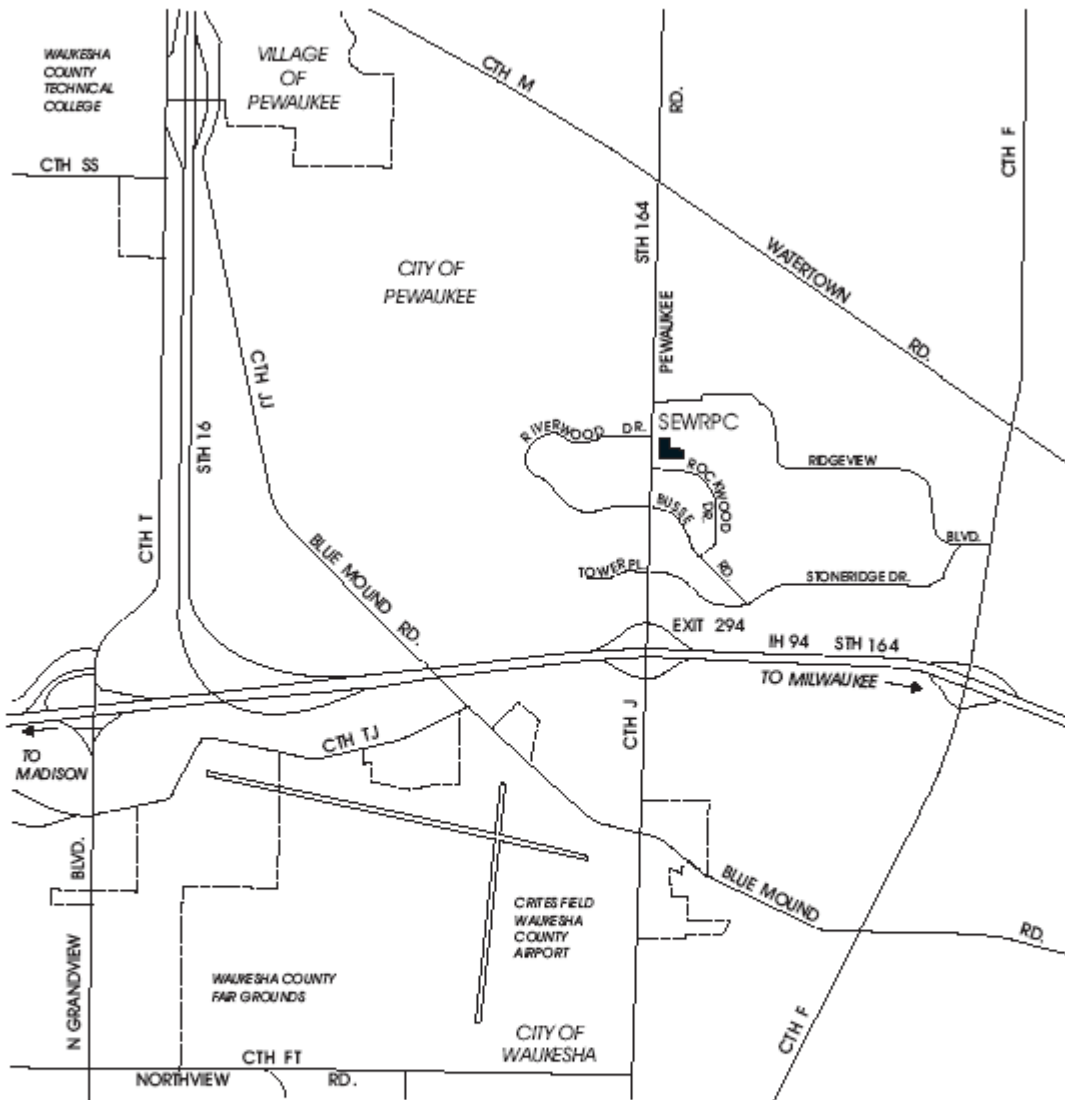 WAUKESHA
COUNTY
TECHNICAL
COLLEGE
VILLAGE
OF
PEWAUKEE
CTH M
RD.
CTH F
CTH SS
STH 164
CITY OF
PEWAUKEE
WATERTOWN
RD.
PEWAUKEE
CTH JJ
STH 16
RIVERWOOD DR.
SEWRPC
ROCKWOOD
DR.
RIDGEVIEW
BLVD.
BUSSE
RD.
CTH T
BLUE MOUND RD.
TOWER PL.
STONERIDGE DR.
EXIT 294
IH 94 STH 164
TO MILWAUKEE
CTH J
CTH TJ
TO
MADISON
BLVD.
N GRANDVIEW
BLUE MOUND
RD.
CRITES FIELD
WAUKESHA
COUNTY
AIRPORT
WAUKESHA COUNTY
FAIR GROUNDS
CITY OF
WAUKESHA
CTH F
CTH FT
NORTHVIEW RD.